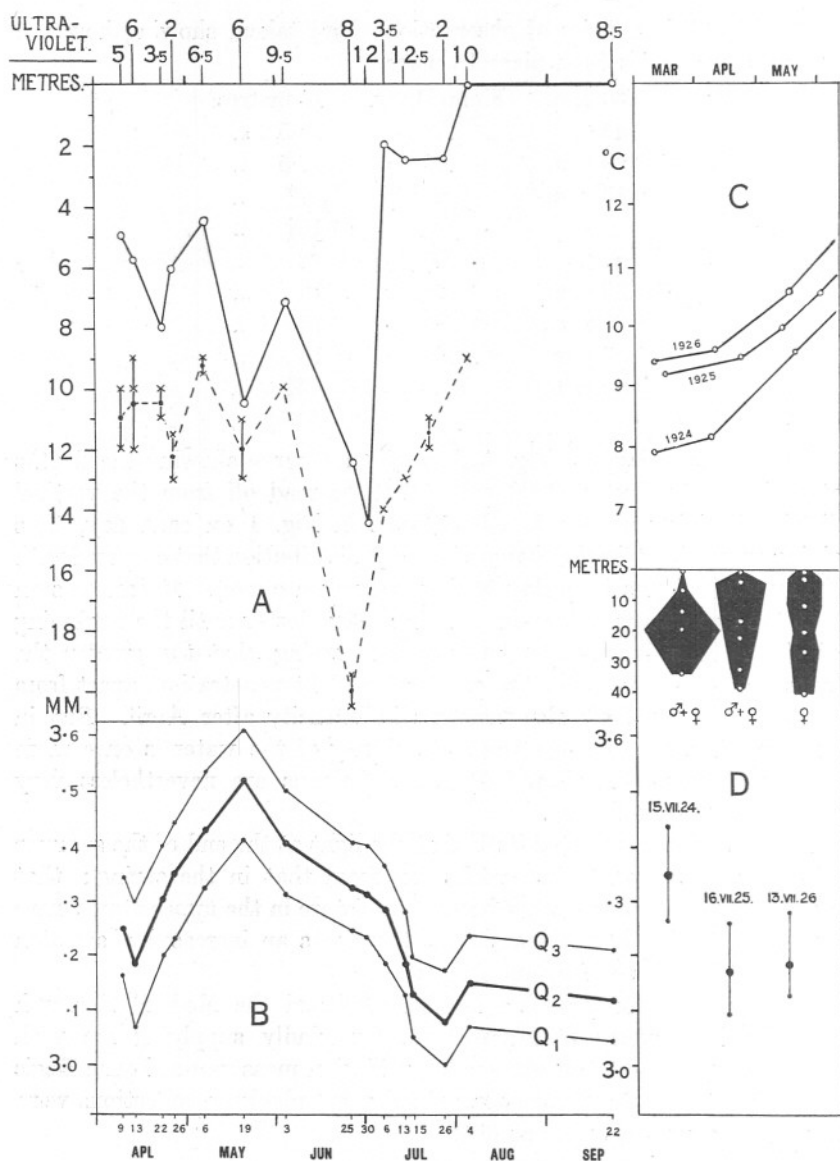 ULTRA-VIOLET.
6 2 6 8 3·5 2 8·5
5 3·5 6·5 9·5 12 12·5 10
METRES.
2
4
6
8
10
12
14
16
18
A
MM
3·6
·5
·4
·3
·2
·1
3·0
B
Q3
Q2
Q1
9 13 22 26 6 19 3 25 30 6 13 15 26 4 22
APL MAY JUN JUL AUG SEP
MAR APL MAY
°C
12
11
10
9
8
7
C
1926
1925
1924
METRES
10
20
30
40
♂+♀ ♂+♀ ♀
3·6
·3
3·0
D
15.VII.24.
16.VII.25.
13.VII.26